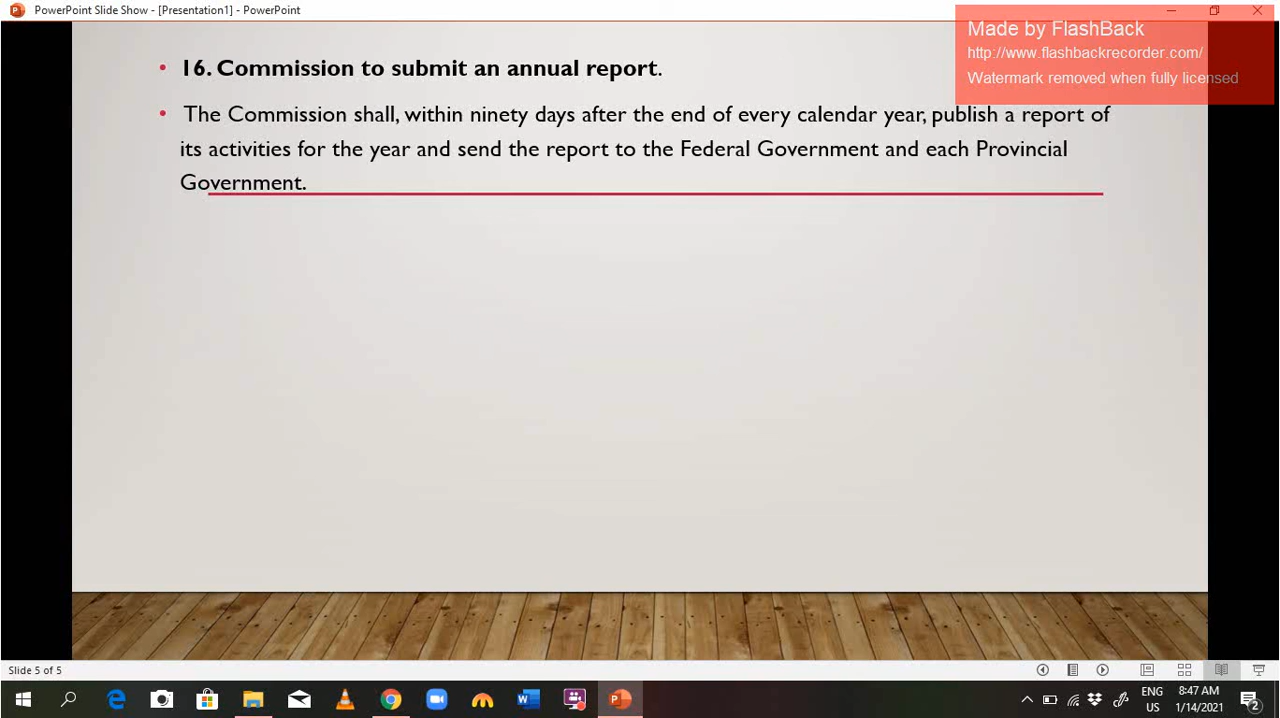 PowerPoint Slide Show - [Presentation1] - PowerPoint
Made by FlashBack
http://www.flashbackrecorder.com/
Watermark removed when fully licensed
• 16. Commission to submit an annual report.
• The Commission shall, within ninety days after the end of every calendar year, publish a report of
its activities for the year and send the report to the Federal Government and each Provincial
Government.
Slide 5 of 5
ENG
US
8:47 AM
1/14/2021
2